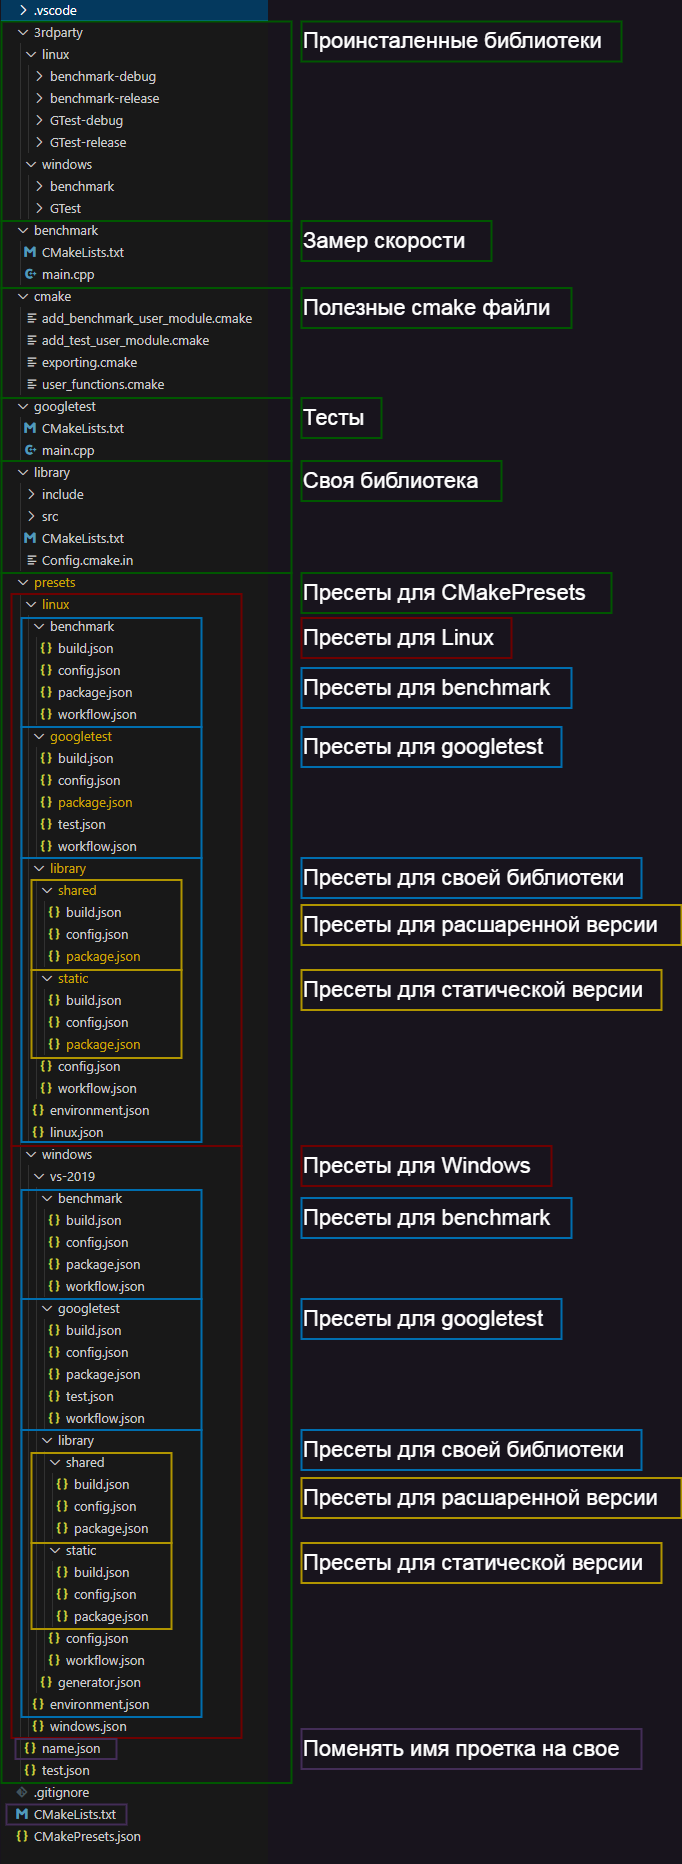 .vscode
3rdparty
Проинсталенные библиотеки
linux
benchmark-debug
benchmark-release
GTest-debug
GTest-release
windows
benchmark
GTest
benchmark
Замер скорости
CMakeLists.txt
main.cpp
cmake
Полезные cmake файли
add_benchmark_user_module.cmake
add_test_user_module.cmake
exporting.cmake
user_functions.cmake
googletest
Тесты
CMakeLists.txt
main.cpp
library
Своя библиотека
include
src
CMakeLists.txt
Config.cmake.in
presets
Пресеты для CMakePresets
linux
benchmark
Пресеты для Linux
build.json
config.json
package.json
Пресеты для benchmark
workflow.json
googletest
Пресеты для googletest
build.json
config.json
package.json
test.json
workflow.json
library
Пресеты для своей библиотеки
shared
build.json
Пресеты для расшаренной версии
config.json
package.json
static
Пресеты для статической версии
build.json
config.json
package.json
config.json
workflow.json
environment.json
linux.json
windows
Пресеты для Windows
vs-2019
benchmark
build.json
Пресеты для benchmark
config.json
package.json
workflow.json
googletest
Пресеты для googletest
build.json
config.json
package.json
test.json
workflow.json
library
Пресеты для своей библиотеки
shared
build.json
Пресеты для расшаренной версии
config.json
package.json
static
Пресеты для статической версии
build.json
config.json
package.json
config.json
workflow.json
generator.json
environment.json
windows.json
name.json
Поменять имя проетка на свое
test.json
.gitignore
CMakeLists.txt
CMakePresets.json